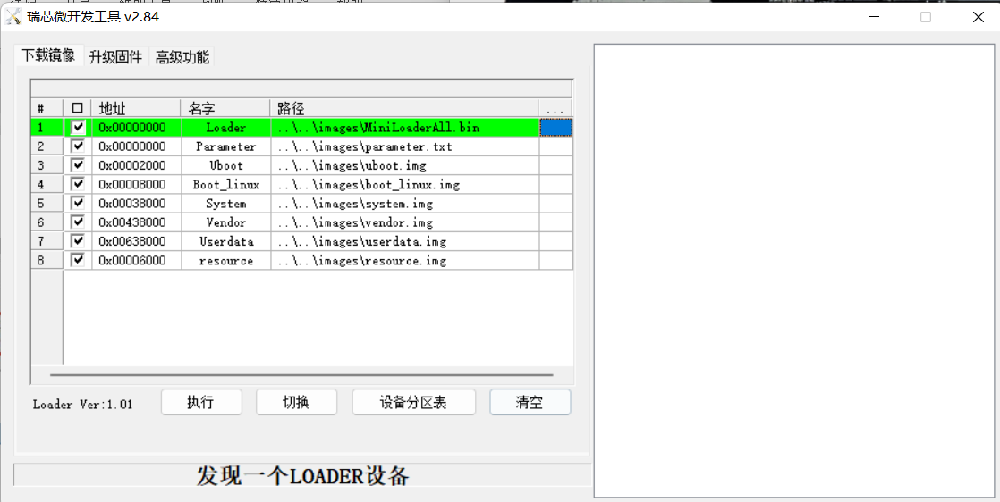 瑞芯微开发工具 v2.84
下载镜像 升级固件 高级功能
# 地址 名字 路径 ...
1 0x00000000 Loader ..\..\images\MiniLoaderAll.bin
2 0x00000000 Parameter ..\..\images\parameter.txt
3 0x00002000 Uboot ..\..\images\uboot.img
4 0x00008000 Boot_linux ..\..\images\boot_linux.img
5 0x00038000 System ..\..\images\system.img
6 0x00438000 Vendor ..\..\images\vendor.img
7 0x00638000 Userdata ..\..\images\userdata.img
8 0x00006000 resource ..\..\images\resource.img
Loader Ver:1.01 执行 切换 设备分区表 清空
发现一个LOADER设备